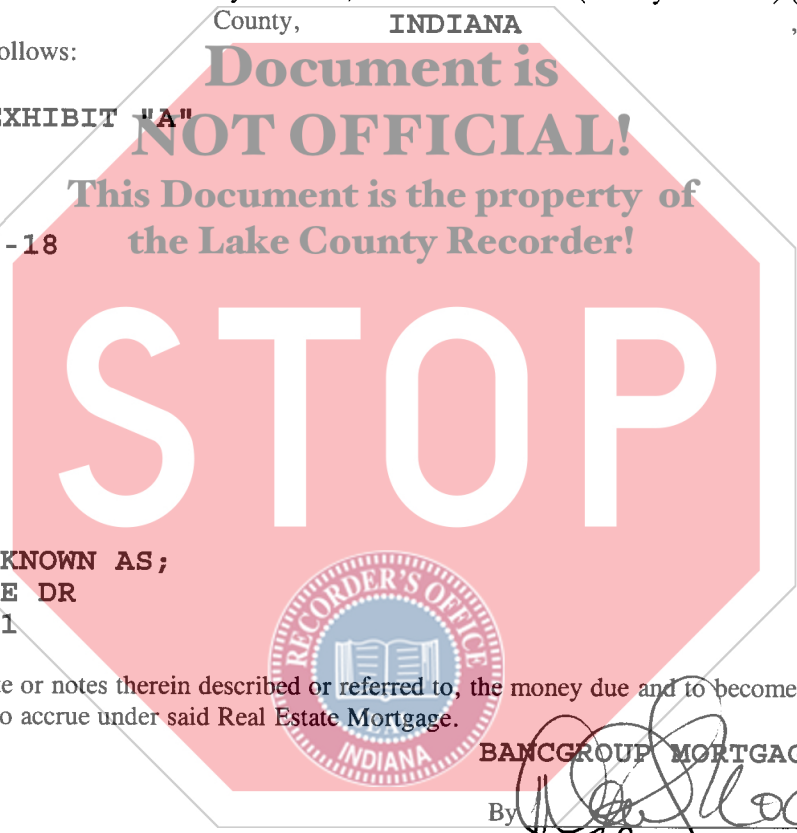 County, INDIANA ,
ollows:
Document is
EXHIBIT "A"
NOT OFFICIAL!
This Document is the property of
-18
the Lake County Recorder!
STOP
KNOWN AS;
E DR
1
RECORDER'S OFFICE
te or notes therein described or referred to, the money due and to become
o accrue under said Real Estate Mortgage.
INDIANA
BANCGROUP MORTGAG
By